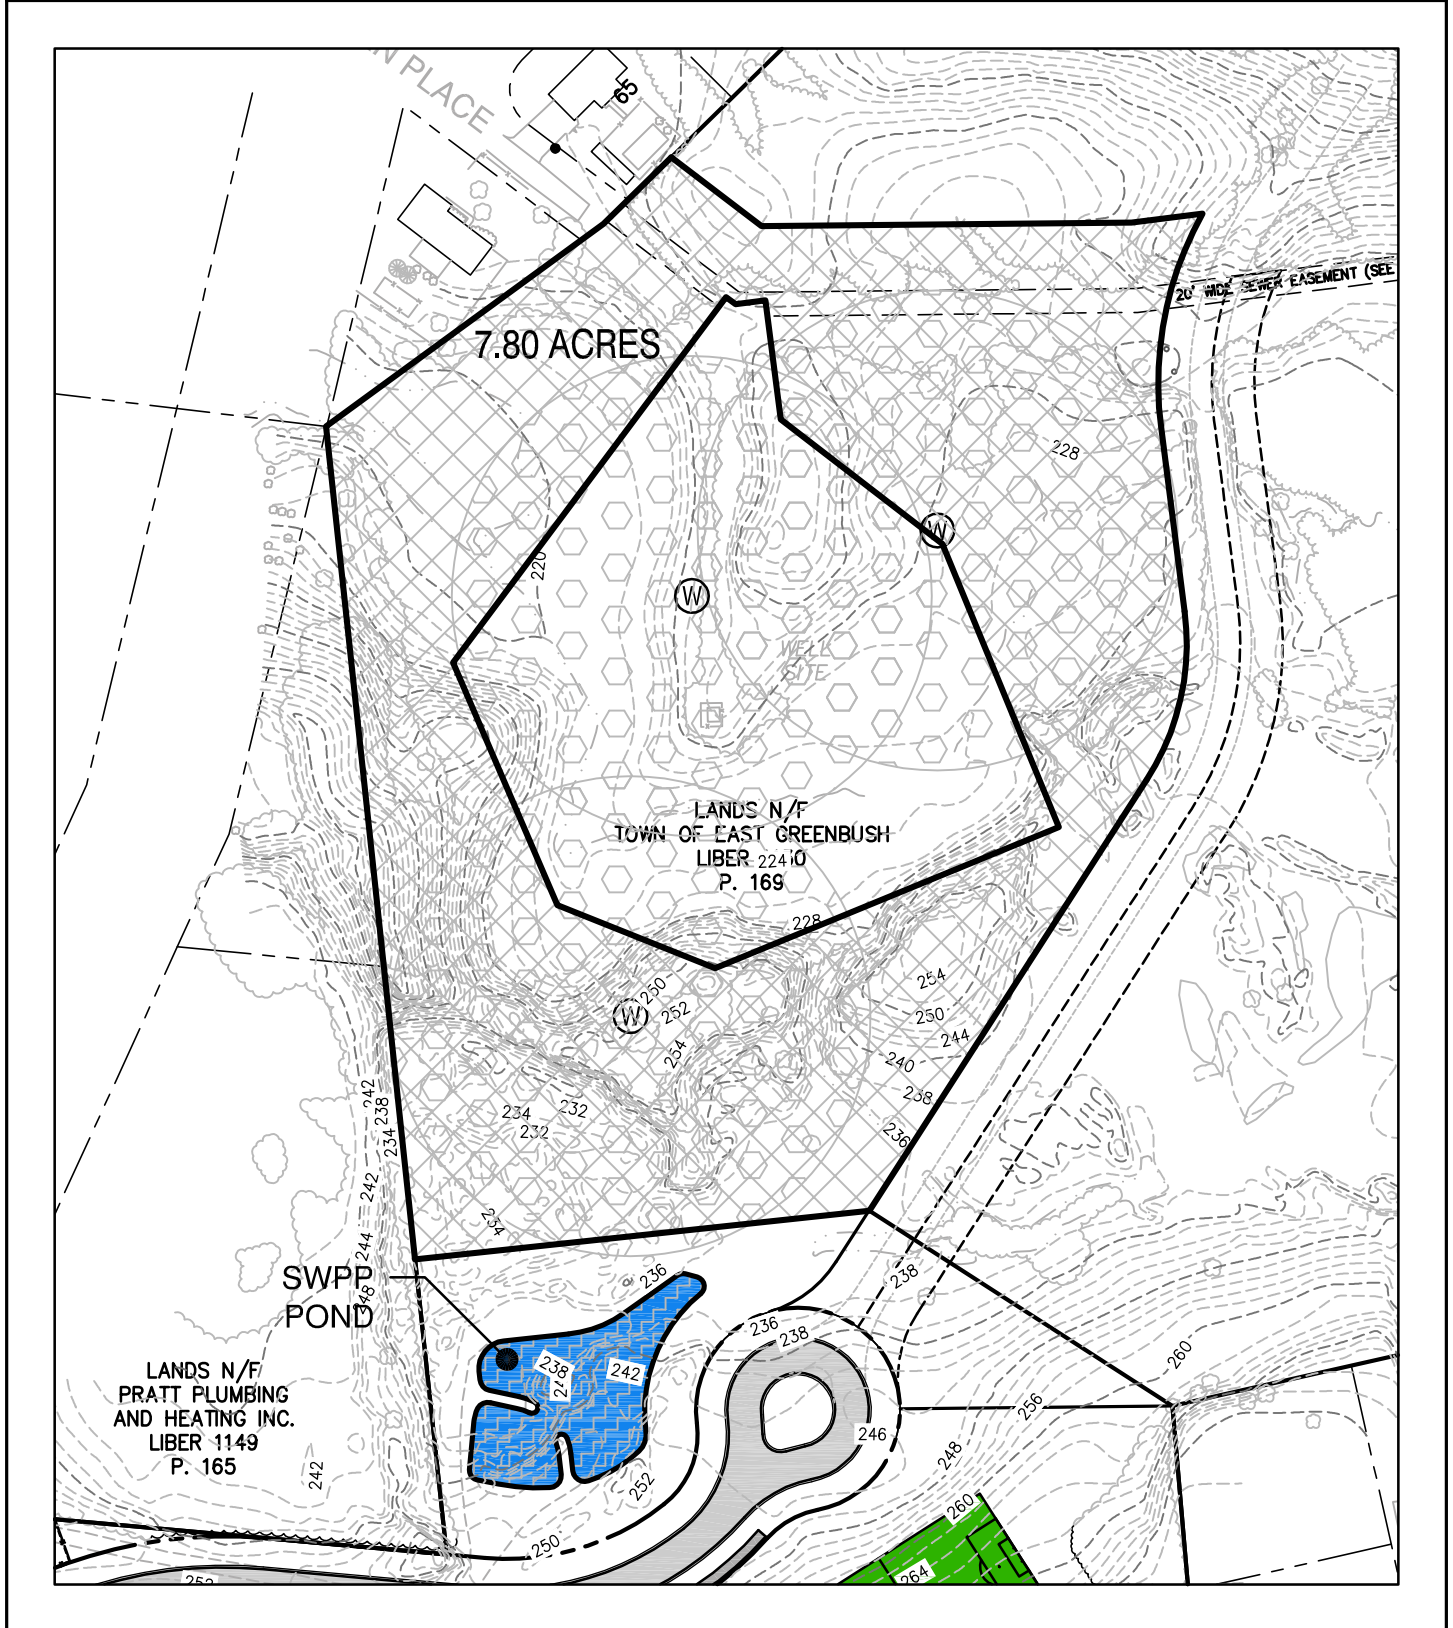 N PLACE
65
20' WIDE SEWER EASEMENT (SEE
7.80 ACRES
228
W
220
W
WELL
SITE
LANDS N/F
TOWN OF EAST GREENBUSH
LIBER 22410
P. 169
228
254
250
252
W
250
244
254
240
242
238
238
234
232
234
232
236
242
234
244
236
238
SWPP
POND
248
236
238
260
LANDS N/F
PRATT PLUMBING
AND HEATING INC.
LIBER 1149
P. 165
238
242
256
246
248
242
252
260
250
264
252